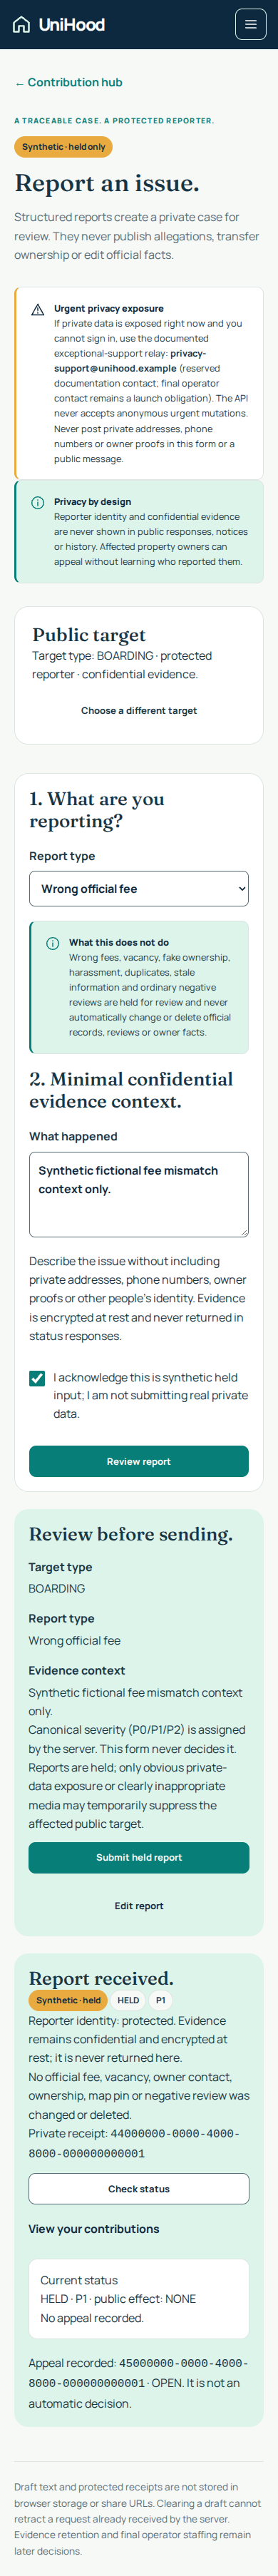 UniHood
← Contribution hub
A TRACEABLE CASE. A PROTECTED REPORTER.
Synthetic · held only
Report an issue.
Structured reports create a private case for
review. They never publish allegations, transfer
ownership or edit official facts.
Urgent privacy exposure
If private data is exposed right now and you
cannot sign in, use the documented
exceptional-support relay: privacy-
support@unihood.example (reserved
documentation contact; final operator
contact remains a launch obligation). The API
never accepts anonymous urgent mutations.
Never post private addresses, phone
numbers or owner proofs in this form or a
public message.
Privacy by design
Reporter identity and confidential evidence
are never shown in public responses, notices
or history. Affected property owners can
appeal without learning who reported them.
Public target
Target type: BOARDING · protected
reporter · confidential evidence.
Choose a different target
1. What are you
reporting?
Report type
Wrong official fee
What this does not do
Wrong fees, vacancy, fake ownership,
harassment, duplicates, stale
information and ordinary negative
reviews are held for review and never
automatically change or delete official
records, reviews or owner facts.
2. Minimal confidential
evidence context.
What happened
Synthetic fictional fee mismatch
context only.
Describe the issue without including
private addresses, phone numbers, owner
proofs or other people's identity. Evidence
is encrypted at rest and never returned in
status responses.
I acknowledge this is synthetic held
input; I am not submitting real private
data.
Review report
Review before sending.
Target type
BOARDING
Report type
Wrong official fee
Evidence context
Synthetic fictional fee mismatch context
only.
Canonical severity (P0/P1/P2) is assigned
by the server. This form never decides it.
Reports are held; only obvious private-
data exposure or clearly inappropriate
media may temporarily suppress the
affected public target.
Submit held report
Edit report
Report received.
Synthetic · held HELD P1
Reporter identity: protected. Evidence
remains confidential and encrypted at
rest; it is never returned here.
No official fee, vacancy, owner contact,
ownership, map pin or negative review was
changed or deleted.
Private receipt: 44000000-0000-4000-
8000-000000000001
Check status
View your contributions
Current status
HELD · P1 · public effect: NONE
No appeal recorded.
Appeal recorded: 45000000-0000-4000-
8000-000000000001 · OPEN. It is not an
automatic decision.
Draft text and protected receipts are not stored in
browser storage or share URLs. Clearing a draft cannot
retract a request already received by the server.
Evidence retention and final operator staffing remain
later decisions.